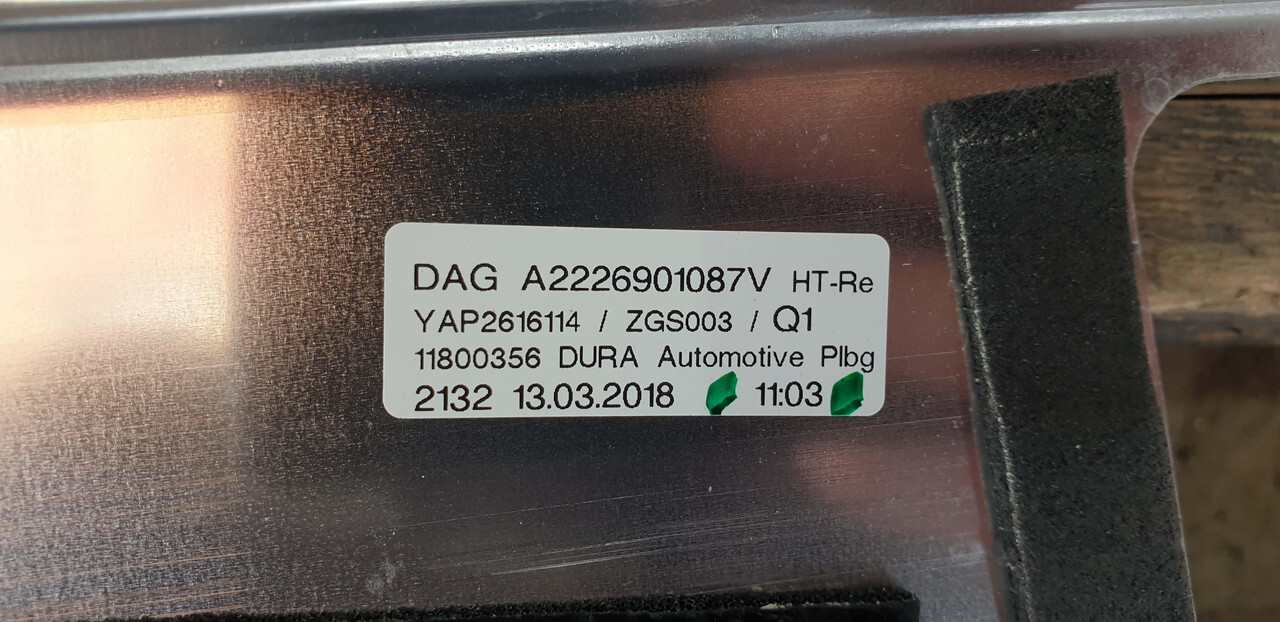 DAG A2226901087V HT-Re
YAP2616114 / ZGS003 / Q1
11800356 DURA Automotive Plbg
2132 13.03.2018 11:03